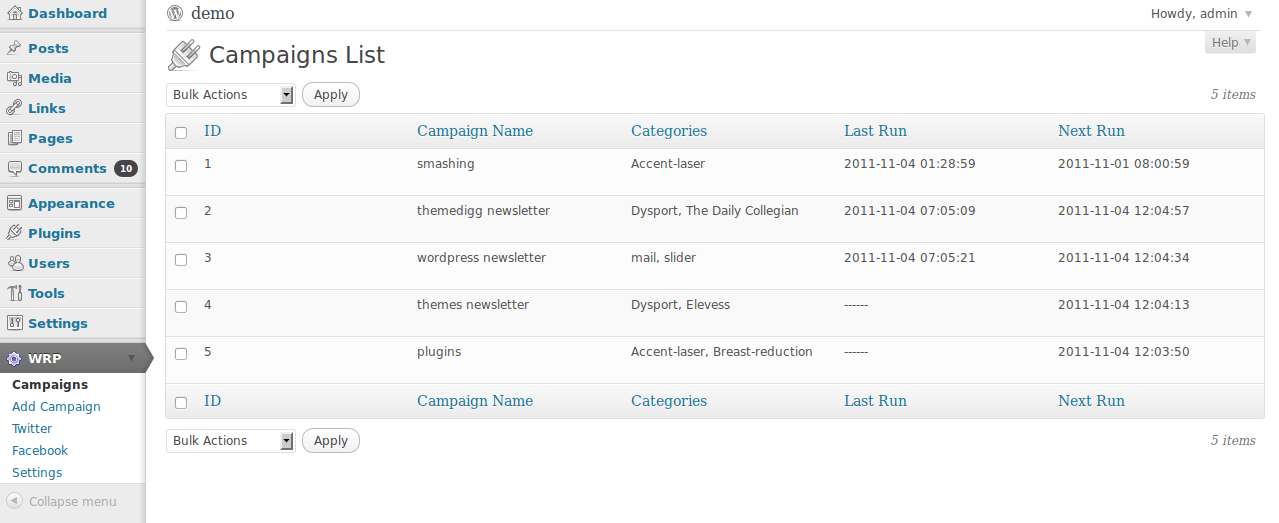 Dashboard
Posts
Media
Links
Pages
Comments 10
Appearance
Plugins
Users
Tools
Settings
WRP
Campaigns
Add Campaign
Twitter
Facebook
Settings
Collapse menu
demo
Howdy, admin
Help
Campaigns List
Bulk Actions Apply 5 items
ID Campaign Name Categories Last Run Next Run
1 smashing Accent-laser 2011-11-04 01:28:59 2011-11-01 08:00:59
2 themedigg newsletter Dysport, The Daily Collegian 2011-11-04 07:05:09 2011-11-04 12:04:57
3 wordpress newsletter mail, slider 2011-11-04 07:05:21 2011-11-04 12:04:34
4 themes newsletter Dysport, Elevess ------ 2011-11-04 12:04:13
5 plugins Accent-laser, Breast-reduction ------ 2011-11-04 12:03:50
ID Campaign Name Categories Last Run Next Run
Bulk Actions Apply 5 items